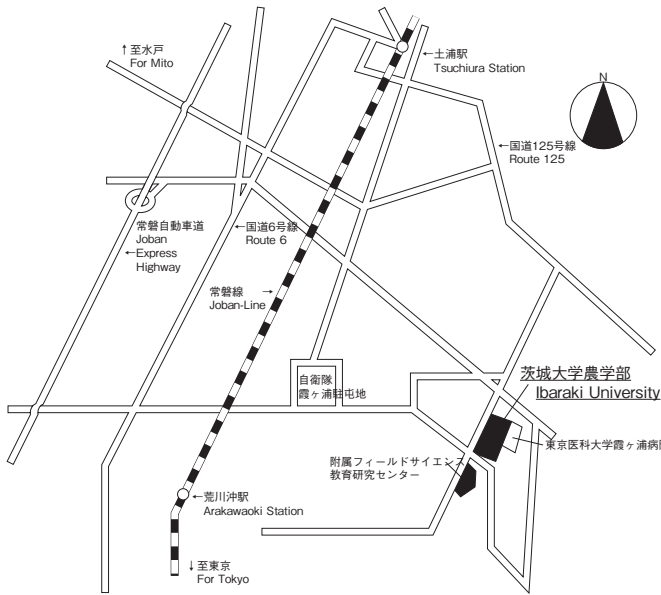 ←土浦駅
Tsuchiura Station
↑至水戸
For Mito
N
←国道125号線
Route 125
常磐自動車道
Joban
←Express
Highway
←国道6号線
Route 6
常磐線 →
Joban-Line
自衛隊
霞ヶ浦駐屯地
茨城大学農学部
Ibaraki University
東京医科大学霞ヶ浦病
附属フィールドサイエンス
教育研究センター
←荒川沖駅
Arakawaoki Station
↓至東京
For Tokyo